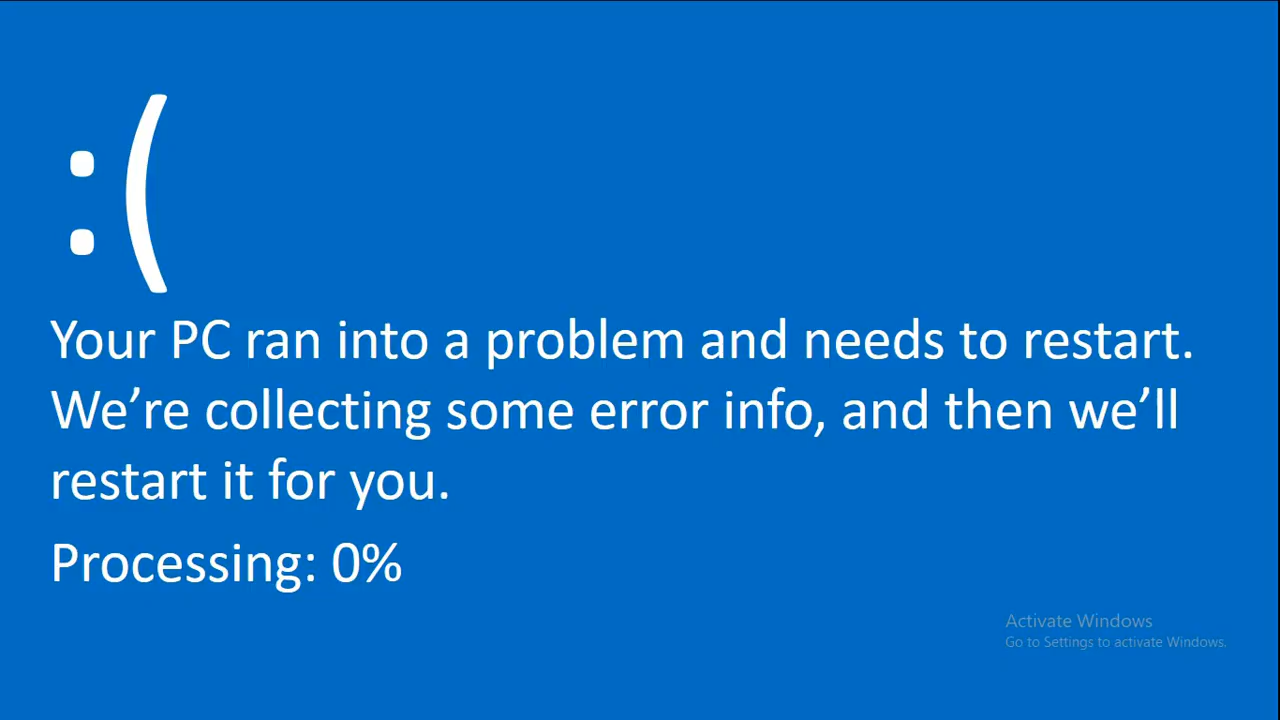 :(
Your PC ran into a problem and needs to restart.
We’re collecting some error info, and then we’ll
restart it for you.
Processing: 0%
Activate Windows
Go to Settings to activate Windows.